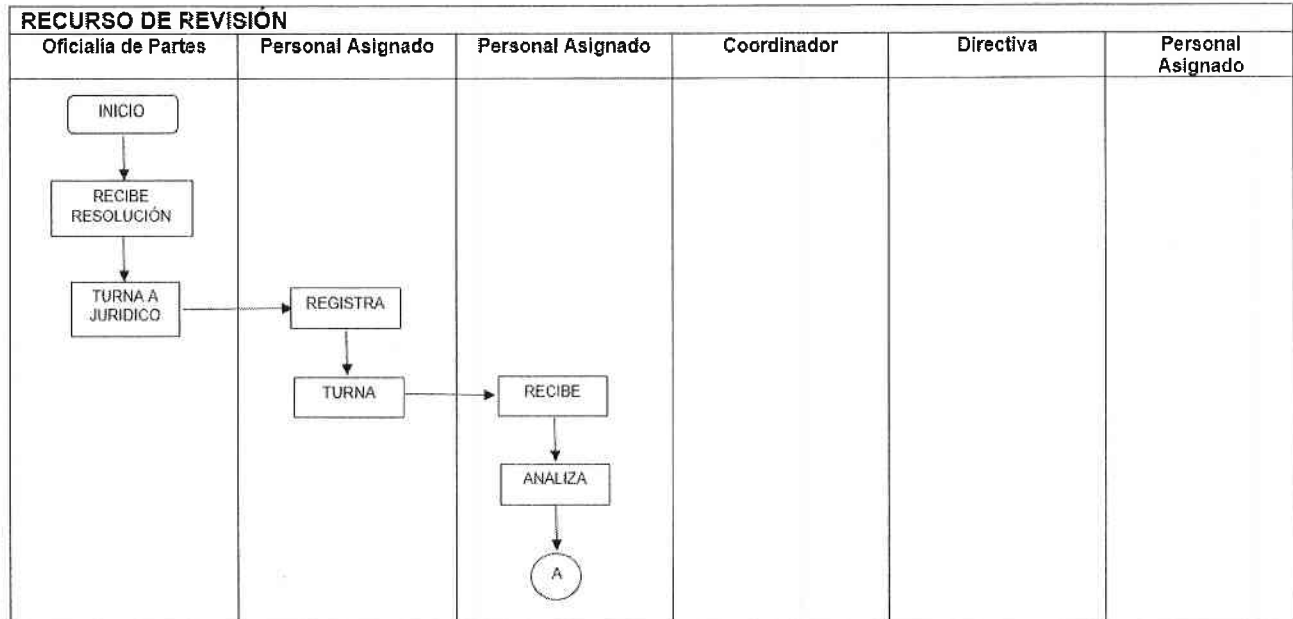 RECURSO DE REVISIÓN
Oficialía de Partes
Personal Asignado
Personal Asignado
Coordinador
Directiva
Personal
Asignado
INICIO
RECIBE
RESOLUCIÓN
TURNA A
JURIDICO
REGISTRA
TURNA
RECIBE
ANALIZA
A